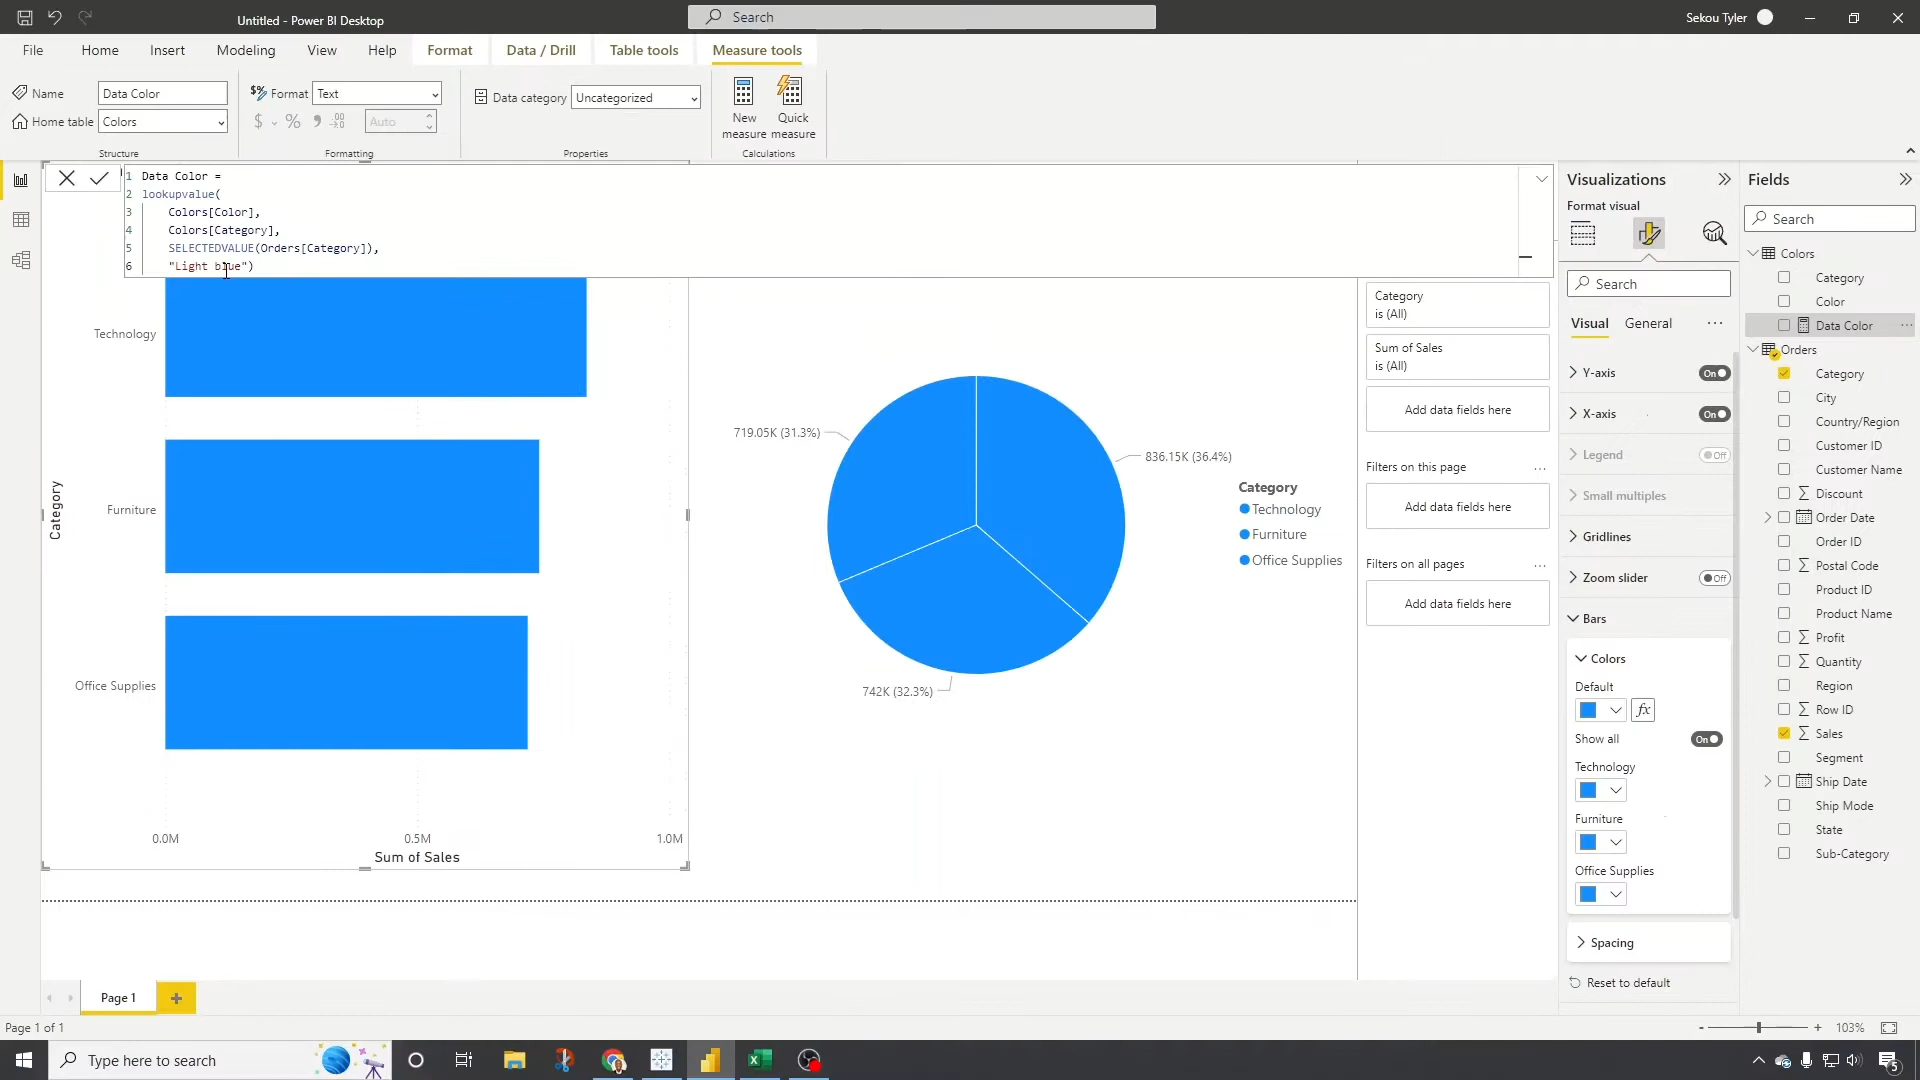 Untitled - Power BI Desktop
Search
Sekou Tyler
File
Home
Insert
Modeling
View
Help
Format
Data / Drill
Table tools
Measure tools
Name
Data Color
Home table
Colors
Structure
$% Format
Text
$
%
Auto
Formatting
Data category
Uncategorized
Properties
New measure
Quick measure
Calculations
1 Data Color =
2 lookupvalue(
3 Colors[Color],
4 Colors[Category],
5 SELECTEDVALUE(Orders[Category]),
6 "Light blue")
Category
Technology
Furniture
Office Supplies
0.0M
0.5M
1.0M
Sum of Sales
719.05K (31.3%)
836.15K (36.4%)
742K (32.3%)
Category
Technology
Furniture
Office Supplies
Category
is (All)
Sum of Sales
is (All)
Add data fields here
Filters on this page
...
Add data fields here
Filters on all pages
...
Add data fields here
Visualizations
Format visual
Search
Visual
General
...
Y-axis
On
X-axis
On
Legend
Off
Small multiples
Gridlines
Zoom slider
Off
Bars
Colors
Default
fx
Show all
On
Technology
Furniture
Office Supplies
Spacing
Reset to default
Fields
Search
Colors
Category
Color
Data Color
...
Orders
Category
City
Country/Region
Customer ID
Customer Name
Discount
Order Date
Order ID
Postal Code
Product ID
Product Name
Profit
Quantity
Region
Row ID
Sales
Segment
Ship Date
Ship Mode
State
Sub-Category
Page 1
+
Page 1 of 1
-
+
103%
Type here to search
5